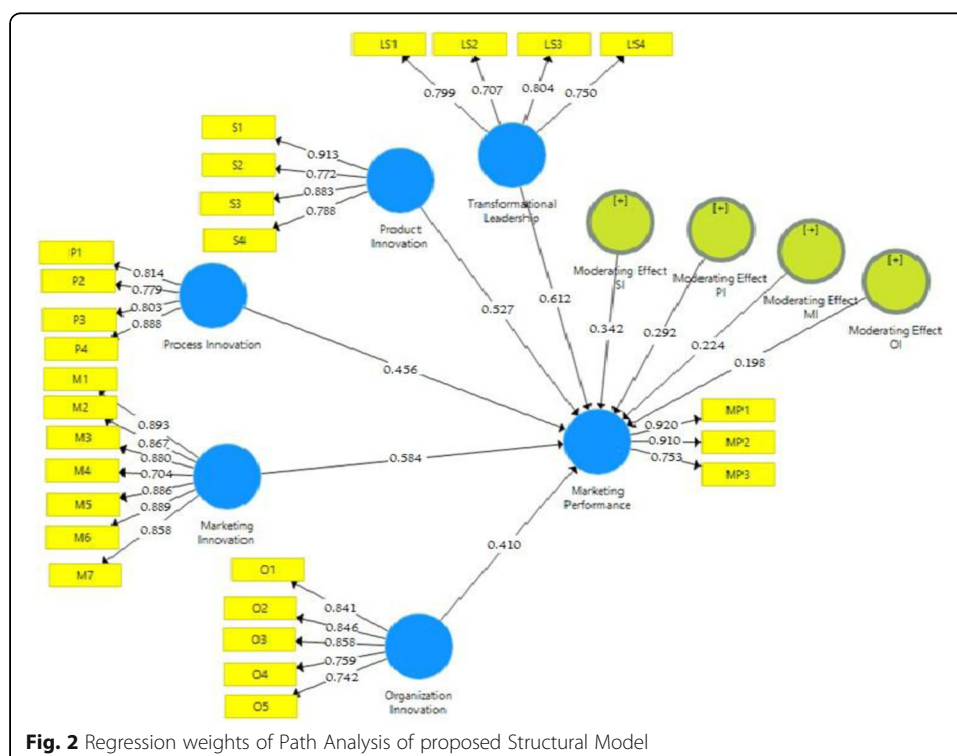 LS1
LS2
LS3
LS4
0.799
0.707
0.804
0.750
Transformational
Leadership
S1
S2
S3
S4
0.913
0.772
0.883
0.788
Product
Innovation
[+]
Moderating Effect
SI
[+]
Moderating Effect
PI
[+]
Moderating Effect
MI
[+]
Moderating Effect
OI
P1
P2
P3
P4
0.814
0.779
0.803
0.888
Process Innovation
0.527
0.612
0.342
0.292
0.224
0.198
0.456
M1
M2
M3
M4
M5
M6
M7
0.893
0.867
0.880
0.704
0.886
0.889
0.858
Marketing
Innovation
0.584
Marketing
Performance
0.920
0.910
0.753
MP1
MP2
MP3
0.410
O1
O2
O3
O4
O5
0.841
0.846
0.858
0.759
0.742
Organization
Innovation
Fig. 2 Regression weights of Path Analysis of proposed Structural Model